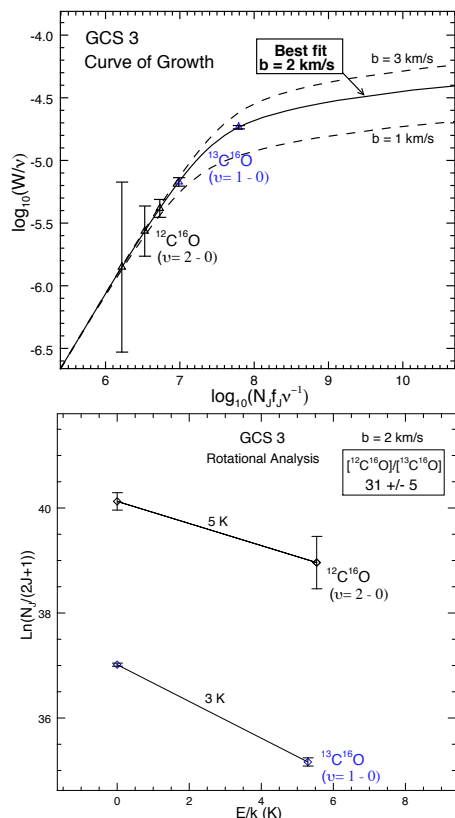 GCS 3
Curve of Growth
Best fit
b = 2 km/s
b = 3 km/s
b = 1 km/s
¹³C¹⁶O
(υ= 1 - 0)
¹²C¹⁶O
(υ= 2 - 0)
log₁₀(W/ν)
-4.0
-4.5
-5.0
-5.5
-6.0
-6.5
6 7 8 9 10
log₁₀(N_J f_J ν⁻¹)
GCS 3
Rotational Analysis
b = 2 km/s
[¹²C¹⁶O]/[¹³C¹⁶O]
31 +/- 5
5 K
¹²C¹⁶O
(υ= 2 - 0)
3 K
¹³C¹⁶O
(υ= 1 - 0)
Ln(N_J/(2J+1))
40
38
36
0 2 4 6 8
E/k (K)